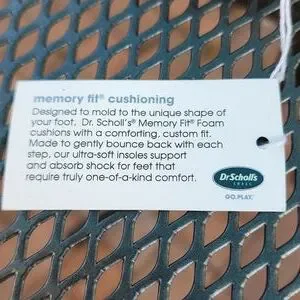 memory fit® cushioning
Designed to mold to the unique shape of
your foot, Dr. Scholl's® Memory Fit® Foam
cushions with a comforting, custom fit.
Made to gently bounce back with each
step, our ultra-soft insoles support
and absorb shock for feet that
require truly one-of-a-kind comfort.
Dr Scholl's
SHOES
GO.PLAY.